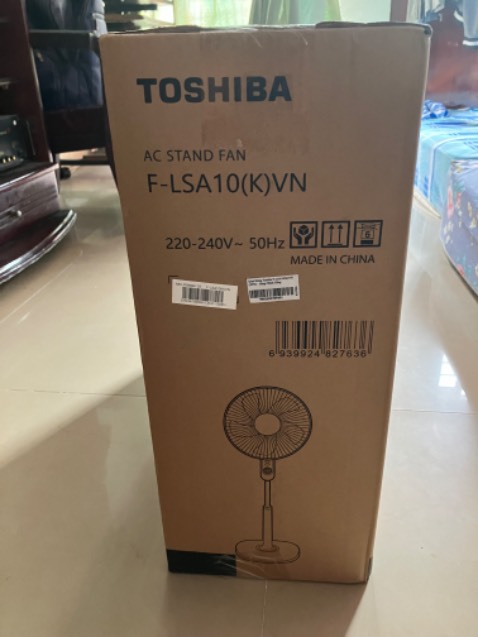 TOSHIBA
AC STAND FAN
F-LSA10(K)VN
220-240V~ 50Hz
MADE IN CHINA
6 939924 827636